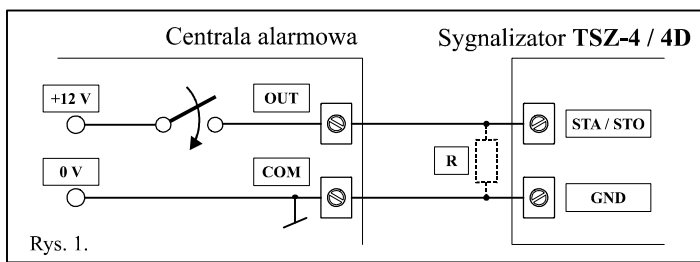 Centrala alarmowa
Sygnalizator TSZ-4 / 4D
+12 V
OUT
STA / STO
R
0 V
COM
GND
Rys. 1.